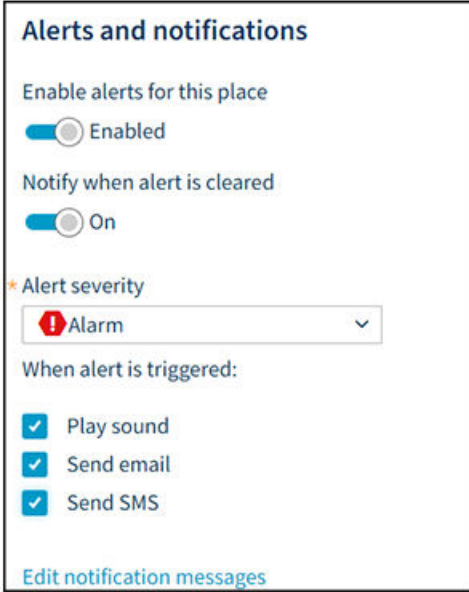 Alerts and notifications
Enable alerts for this place
Enabled
Notify when alert is cleared
On
* Alert severity
! Alarm
When alert is triggered:
Play sound
Send email
Send SMS
Edit notification messages